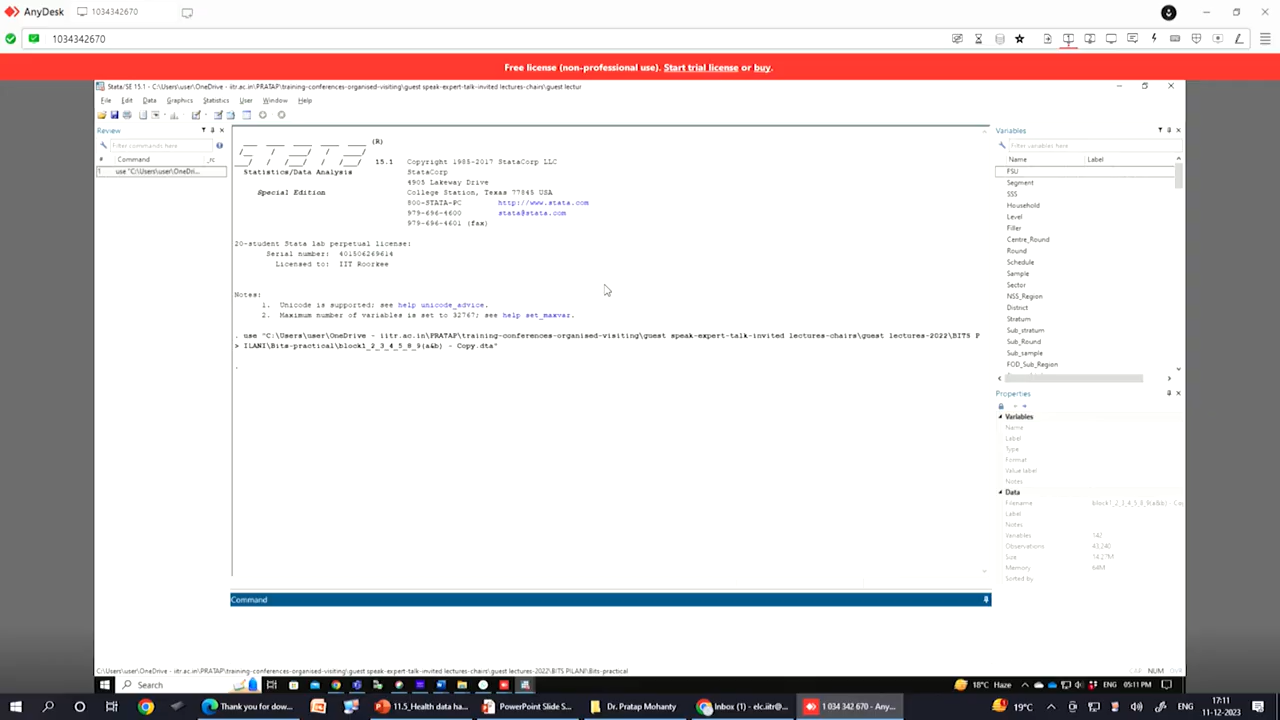 AnyDesk
1034342670
1034342670
Free license (non-professional use). Start trial license or buy.
Stata/SE 15.1 - C:\Users\user\OneDrive - iitr.ac.in\PRATAP\training-conferences-organised-visiting\guest speak-expert-talk-invited lectures-chairs\guest lectur
File Edit Data Graphics Statistics User Window Help
Review
Filter commands here
# Command _rc
1 use "C:\Users\user\OneDri...
(R)
15.1 Copyright 1985-2017 StataCorp LLC
Statistics/Data Analysis StataCorp
4905 Lakeway Drive
Special Edition College Station, Texas 77845 USA
800-STATA-PC http://www.stata.com
979-696-4600 stata@stata.com
979-696-4601 (fax)
20-student Stata lab perpetual license:
Serial number: 401506269614
Licensed to: IIT Roorkee
Notes:
1. Unicode is supported; see help unicode_advice.
2. Maximum number of variables is set to 32767; see help set_maxvar.
. use "C:\Users\user\OneDrive - iitr.ac.in\PRATAP\training-conferences-organised-visiting\guest speak-expert-talk-invited lectures-chairs\guest lectures-2022\BITS P
> ILANI\Bits-practical\block1_2_3_4_5_8_9(a&b) - Copy.dta"
.
Command
Variables
Filter variables here
Name Label
FSU
Segment
SSS
Household
Level
Filler
Centre_Round
Round
Schedule
Sample
Sector
NSS_Region
District
Stratum
Sub_stratum
Sub_Round
Sub_sample
FOD_Sub_Region
Properties
Variables
Name
Label
Type
Format
Value label
Notes
Data
Filename block1_2_3_4_5_8_9(a&b) - Co
Label
Notes
Variables 142
Observations 43,240
Size 14.27M
Memory 64M
Sorted by
C:\Users\user\OneDrive - iitr.ac.in\PRATAP\training-conferences-organised-visiting\guest speak-expert-talk-invited lectures-chairs\guest lectures-2022\BITS PILANI\Bits-practical
CAP NUM OVR
Search
18°C Haze
ENG 05:11 PM
Thank you for dow...
11.5_Health data ha...
PowerPoint Slide S...
Dr. Pratap Mohanty
Inbox (1) - elc.iitr@...
1 034 342 670 - Any...
19°C
ENG
17:11
11-12-2023